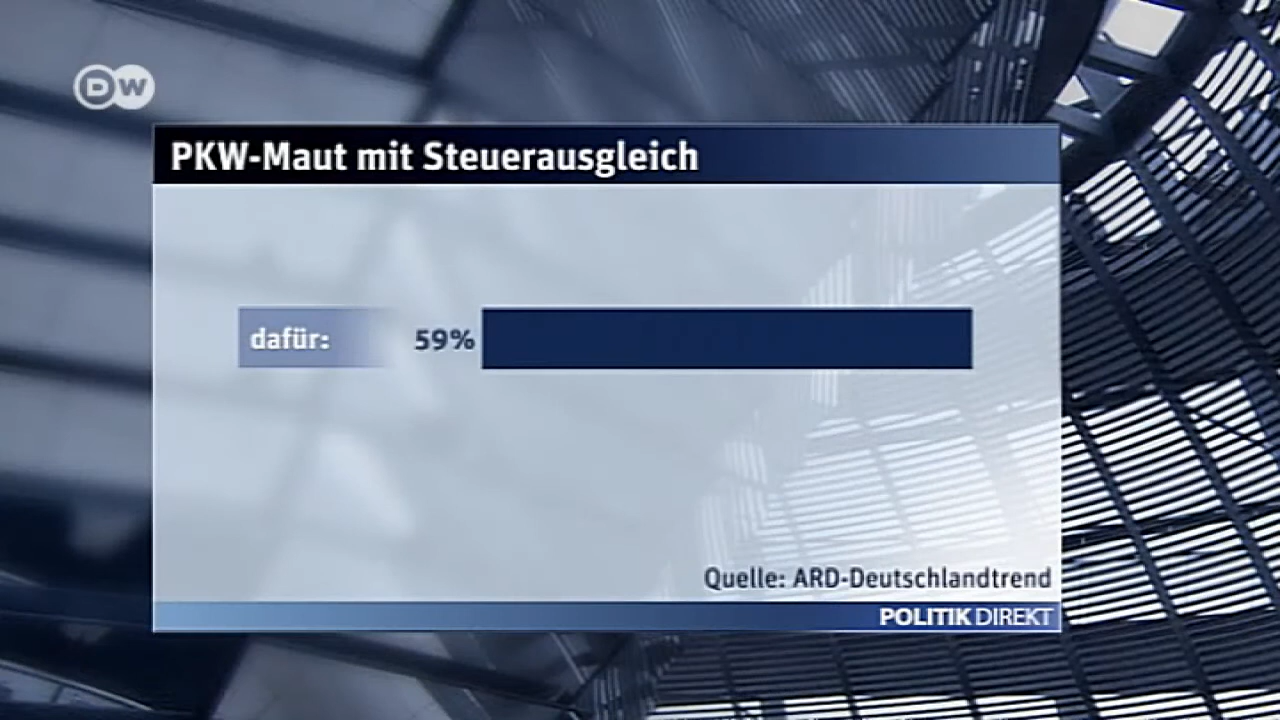 DW
PKW-Maut mit Steuerausgleich
dafür: 59%
Quelle: ARD-Deutschlandtrend
POLITIK DIREKT